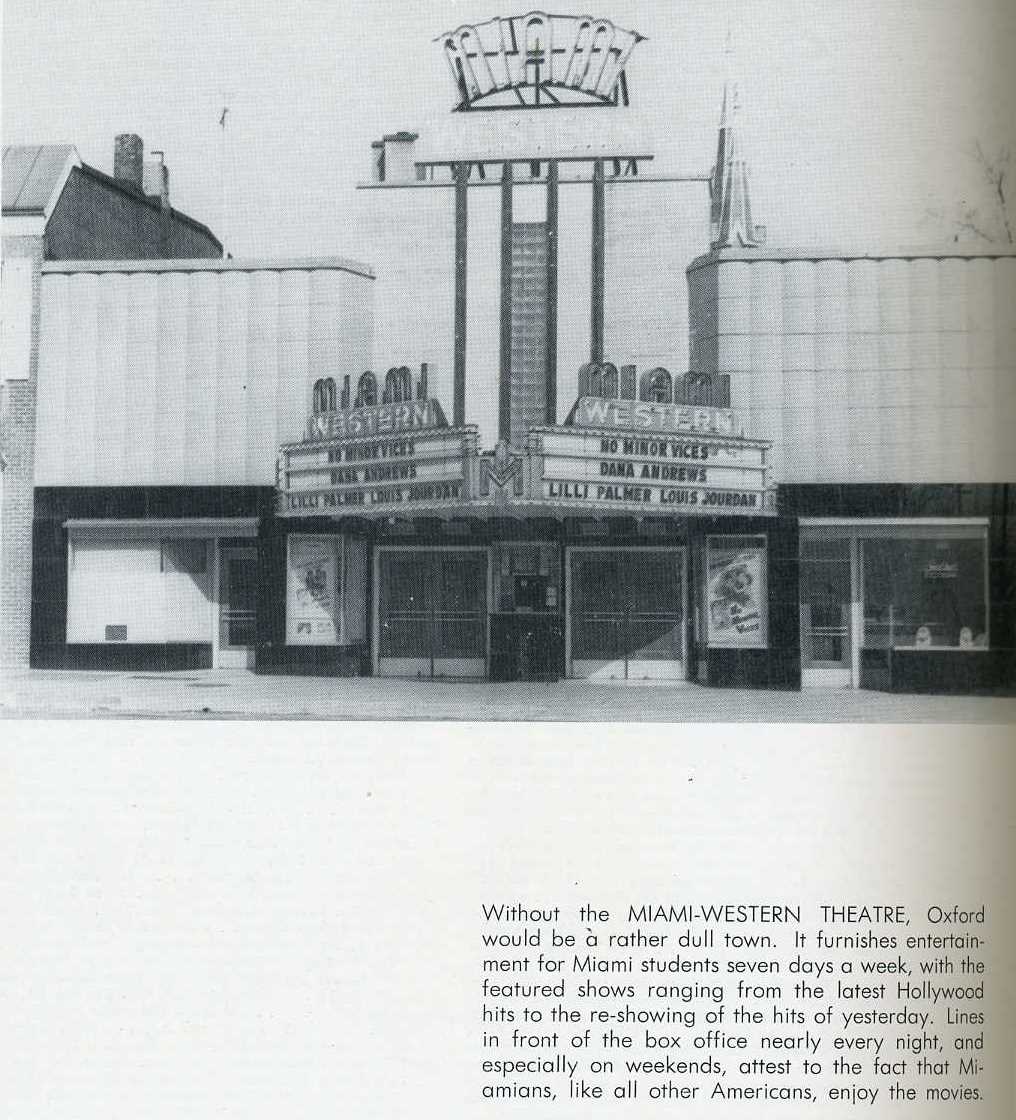 MIAMI
WESTERN
NO MINOR VICES
DANA ANDREWS
LILLI PALMER LOUIS JOURDAN
M
MIAMI
WESTERN
NO MINOR VICES
DANA ANDREWS
LILLI PALMER LOUIS JOURDAN
Without the MIAMI-WESTERN THEATRE, Oxford
would be a rather dull town. It furnishes entertain-
ment for Miami students seven days a week, with the
featured shows ranging from the latest Hollywood
hits to the re-showing of the hits of yesterday. Lines
in front of the box office nearly every night, and
especially on weekends, attest to the fact that Mi-
amians, like all other Americans, enjoy the movies.